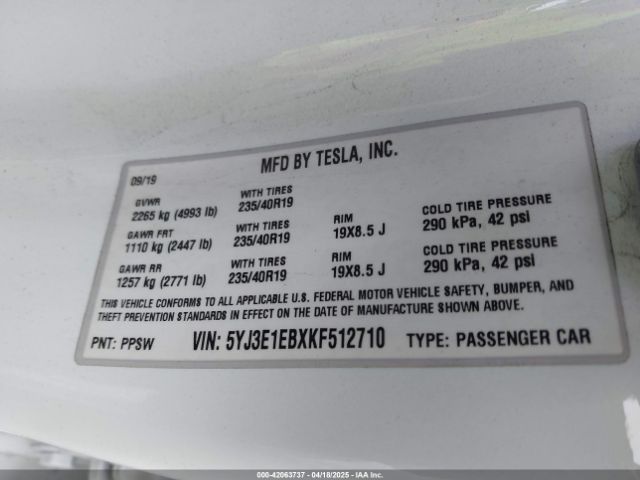 MFD BY TESLA, INC.
09/19
GVWR WITH TIRES
2265 kg (4993 lb) 235/40R19
GAWR FRT WITH TIRES RIM COLD TIRE PRESSURE
1110 kg (2447 lb) 235/40R19 19X8.5 J 290 kPa, 42 psi
GAWR RR WITH TIRES RIM COLD TIRE PRESSURE
1257 kg (2771 lb) 235/40R19 19X8.5 J 290 kPa, 42 psi
THIS VEHICLE CONFORMS TO ALL APPLICABLE U.S. FEDERAL MOTOR VEHICLE SAFETY, BUMPER, AND
THEFT PREVENTION STANDARDS IN EFFECT ON THE DATE OF MANUFACTURE SHOWN ABOVE.
PNT: PPSW VIN: 5YJ3E1EBXKF512710 TYPE: PASSENGER CAR
000-42063737 - 04/18/2025 - IAA Inc.